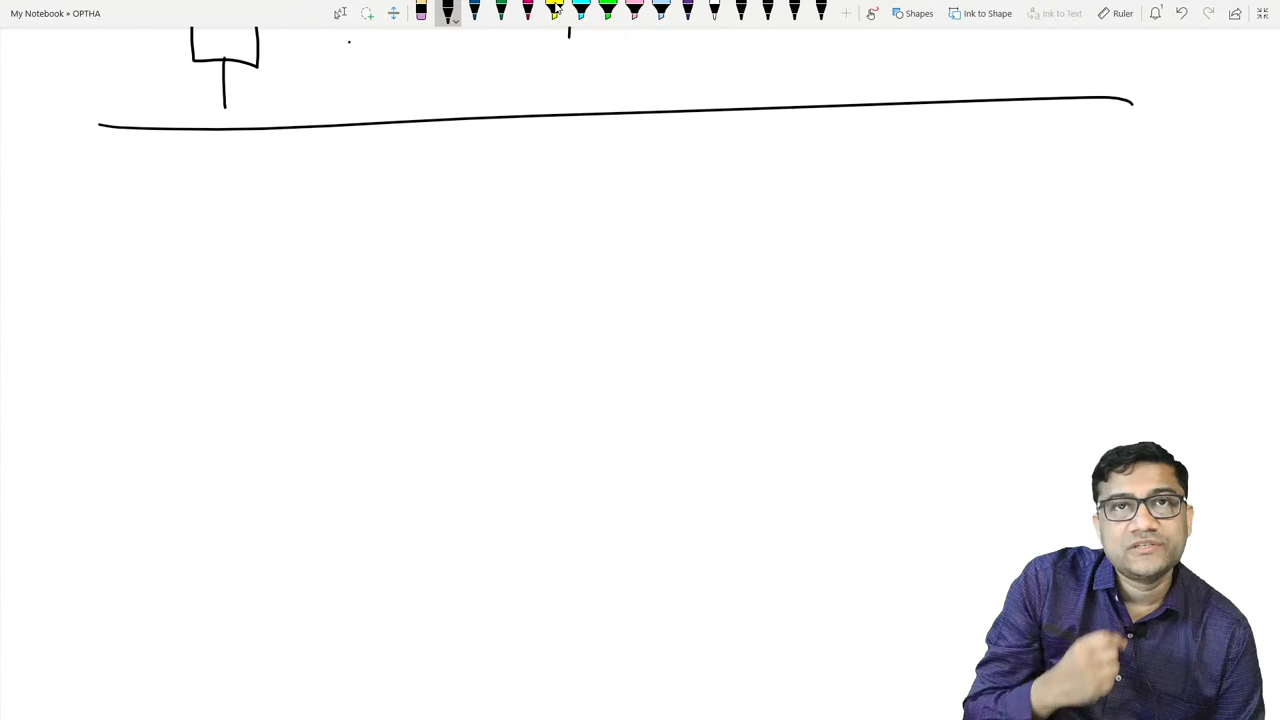 My Notebook » OPTHA
Shapes
Ink to Shape
Ink to Text
Ruler